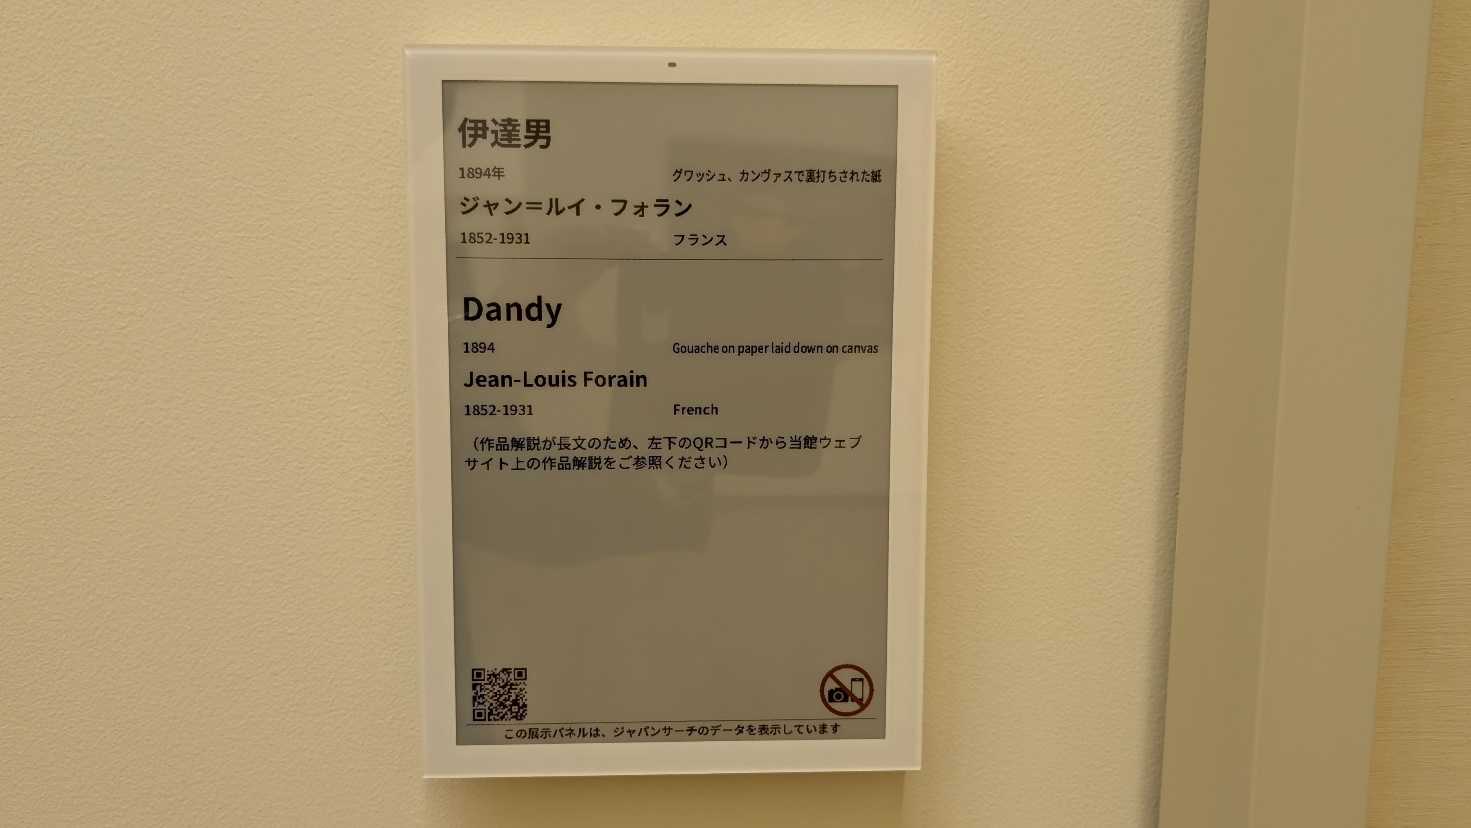 伊達男
1894年 グワッシュ、カンヴァスで裏打ちされた紙
ジャン＝ルイ・フォラン
1852-1931 フランス
Dandy
1894 Gouache on paper laid down on canvas
Jean-Louis Forain
1852-1931 French
（作品解説が長文のため、左下のQRコードから当館ウェブ
サイト上の作品解説をご参照ください）
この展示パネルは、ジャパンサーチのデータを表示しています